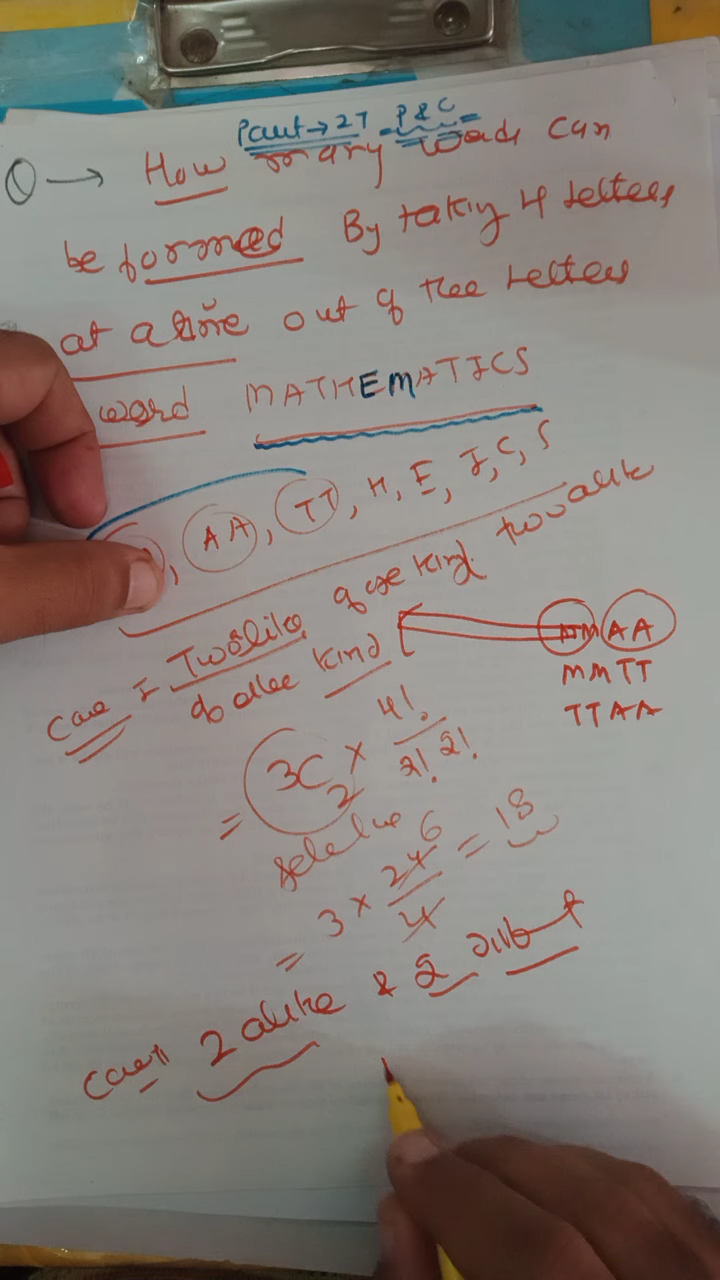 Part → 27 P & C
Q → How many words can
be formed By taking 4 letters
at a time out of the letters
word MATHEMATICS
AA, TT, H, E, I, C, S
Case I Two alike of one kind two alike
of other kind
MMAA
MMTT
TTAA
= 3C2 × 4! / 2! 2!
= 3 × 24 6 / 4 = 18
Case II 2 alike & 2